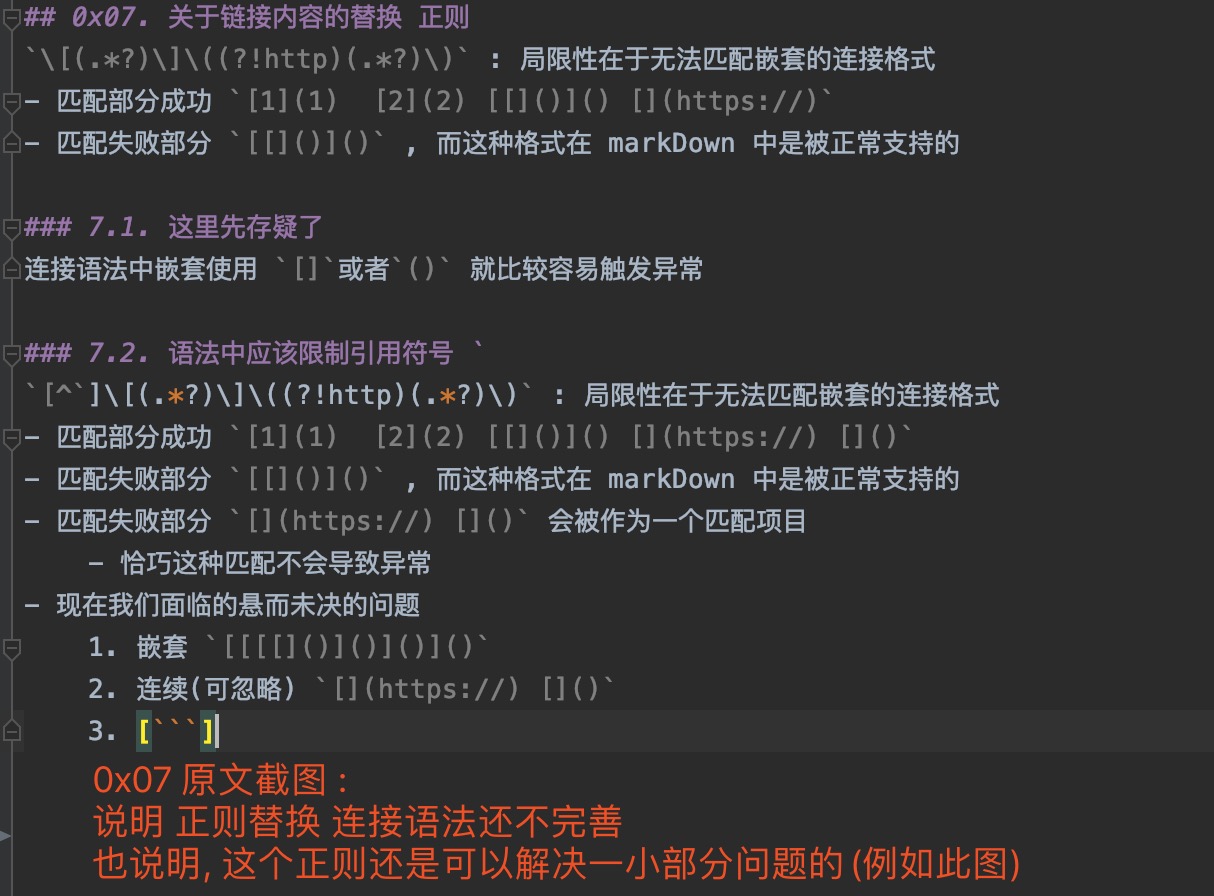 ## 0x07. 关于链接内容的替换 正则
`\[(.*?)\]\((?!http)(.*?)\)` : 局限性在于无法匹配嵌套的连接格式
- 匹配部分成功 `[1](1)  [2](2) [[]()]() [](https://)`
- 匹配失败部分 `[[]()]()` , 而这种格式在 markDown 中是被正常支持的
### 7.1. 这里先存疑了
连接语法中嵌套使用 `[]`或者`()` 就比较容易触发异常
### 7.2. 语法中应该限制引用符号 `
`[^`]\[(.*?)\]\((?!http)(.*?)\)` : 局限性在于无法匹配嵌套的连接格式
- 匹配部分成功 `[1](1)  [2](2) [[]()]() [](https://) []()`
- 匹配失败部分 `[[]()]()` , 而这种格式在 markDown 中是被正常支持的
- 匹配失败部分 `[](https://) []()` 会被作为一个匹配项目
    - 恰巧这种匹配不会导致异常
- 现在我们面临的悬而未决的问题
    1. 嵌套 `[[[[]()]()]()]()`
    2. 连续(可忽略) `[](https://) []()`
    3. [```]
0x07 原文截图 :
说明 正则替换 连接语法还不完善
也说明, 这个正则还是可以解决一小部分问题的 (例如此图)